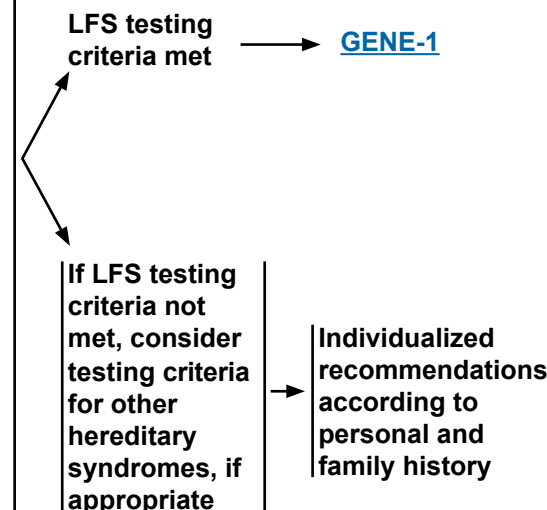 LFS testing
criteria met
GENE-1
If LFS testing
criteria not
met, consider
testing criteria
for other
hereditary
syndromes, if
appropriate
Individualized
recommendations
according to
personal and
family history